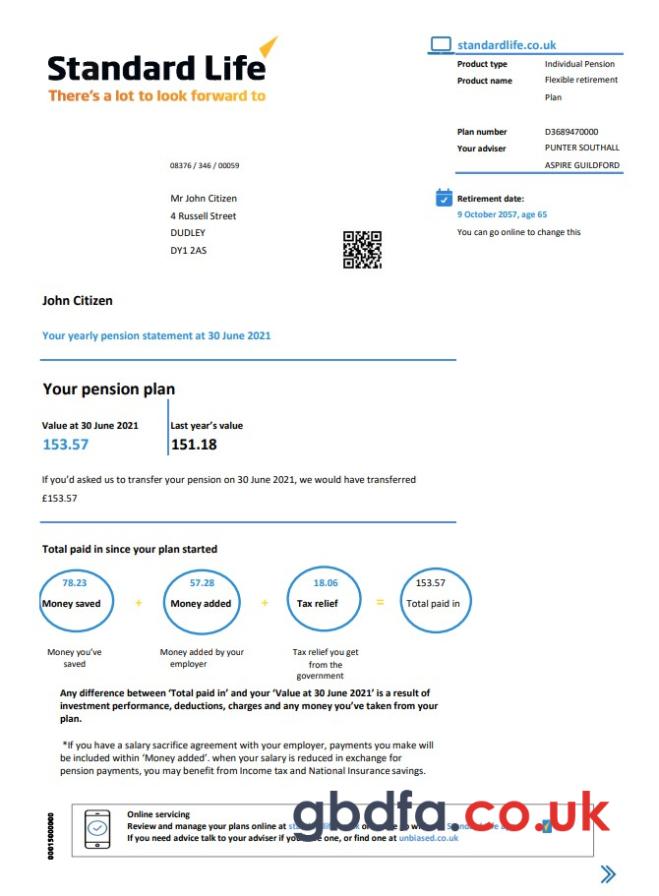 Standard Life
There's a lot to look forward to
standardlife.co.uk
Product type Individual Pension
Product name Flexible retirement
Plan
Plan number D3689470000
Your adviser PUNTER SOUTHALL
ASPIRE GUILDFORD
08376 / 346 / 00059
Mr John Citizen
4 Russell Street
DUDLEY
DY1 2AS
Retirement date:
9 October 2057, age 65
You can go online to change this
John Citizen
Your yearly pension statement at 30 June 2021
Your pension plan
Value at 30 June 2021 Last year's value
153.57 151.18
If you'd asked us to transfer your pension on 30 June 2021, we would have transferred
£153.57
Total paid in since your plan started
78.23 57.28 18.06 153.57
Money saved + Money added + Tax relief = Total paid in
Money you've Money added by your Tax relief you get
saved employer from the
government
Any difference between 'Total paid in' and your 'Value at 30 June 2021' is a result of
investment performance, deductions, charges and any money you've taken from your
plan.
*If you have a salary sacrifice agreement with your employer, payments you make will
be included within 'Money added'. when your salary is reduced in exchange for
pension payments, you may benefit from Income tax and National Insurance savings.
Online servicing
Review and manage your plans online at
If you need advice talk to your adviser if you one, or find one at unbiased.co.uk
gbdfa.co.uk